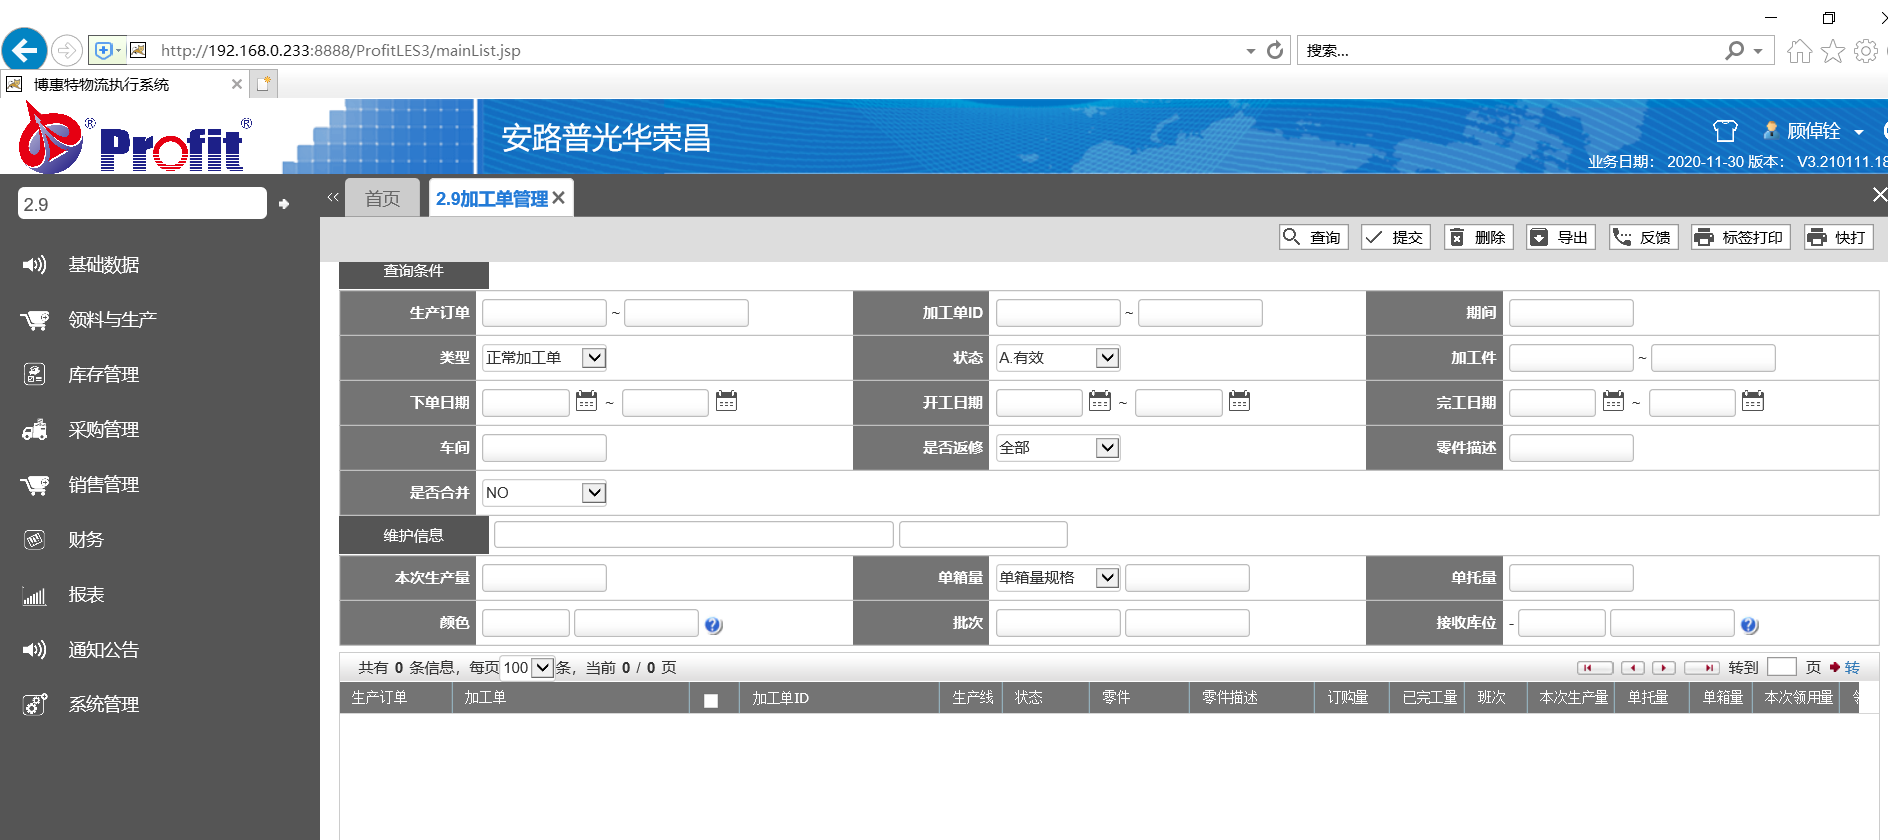 http://192.168.0.233:8888/ProfitLES3/mainList.jsp
搜索...
博惠特物流执行系统
Profit
安路普光华荣昌
顾倬铨
业务日期： 2020-11-30 版本： V3.210111.18
2.9
首页
2.9加工单管理
查询 提交 删除 导出 反馈 标签打印 快打
基础数据
领料与生产
库存管理
采购管理
销售管理
财务
报表
通知公告
系统管理
查询条件
生产订单 ~ 加工单ID ~ 期间
类型 正常加工单 状态 A.有效 加工件 ~
下单日期 ~ 开工日期 ~ 完工日期 ~
车间 是否返修 全部 零件描述
是否合并 NO
维护信息
本次生产量 单箱量 单箱量规格 单托量
颜色 批次 接收库位 -
共有 0 条信息，每页 100 条，当前 0 / 0 页 转到 页 转
生产订单 加工单 加工单ID 生产线 状态 零件 零件描述 订购量 已完工量 班次 本次生产量 单托量 单箱量 本次领用量